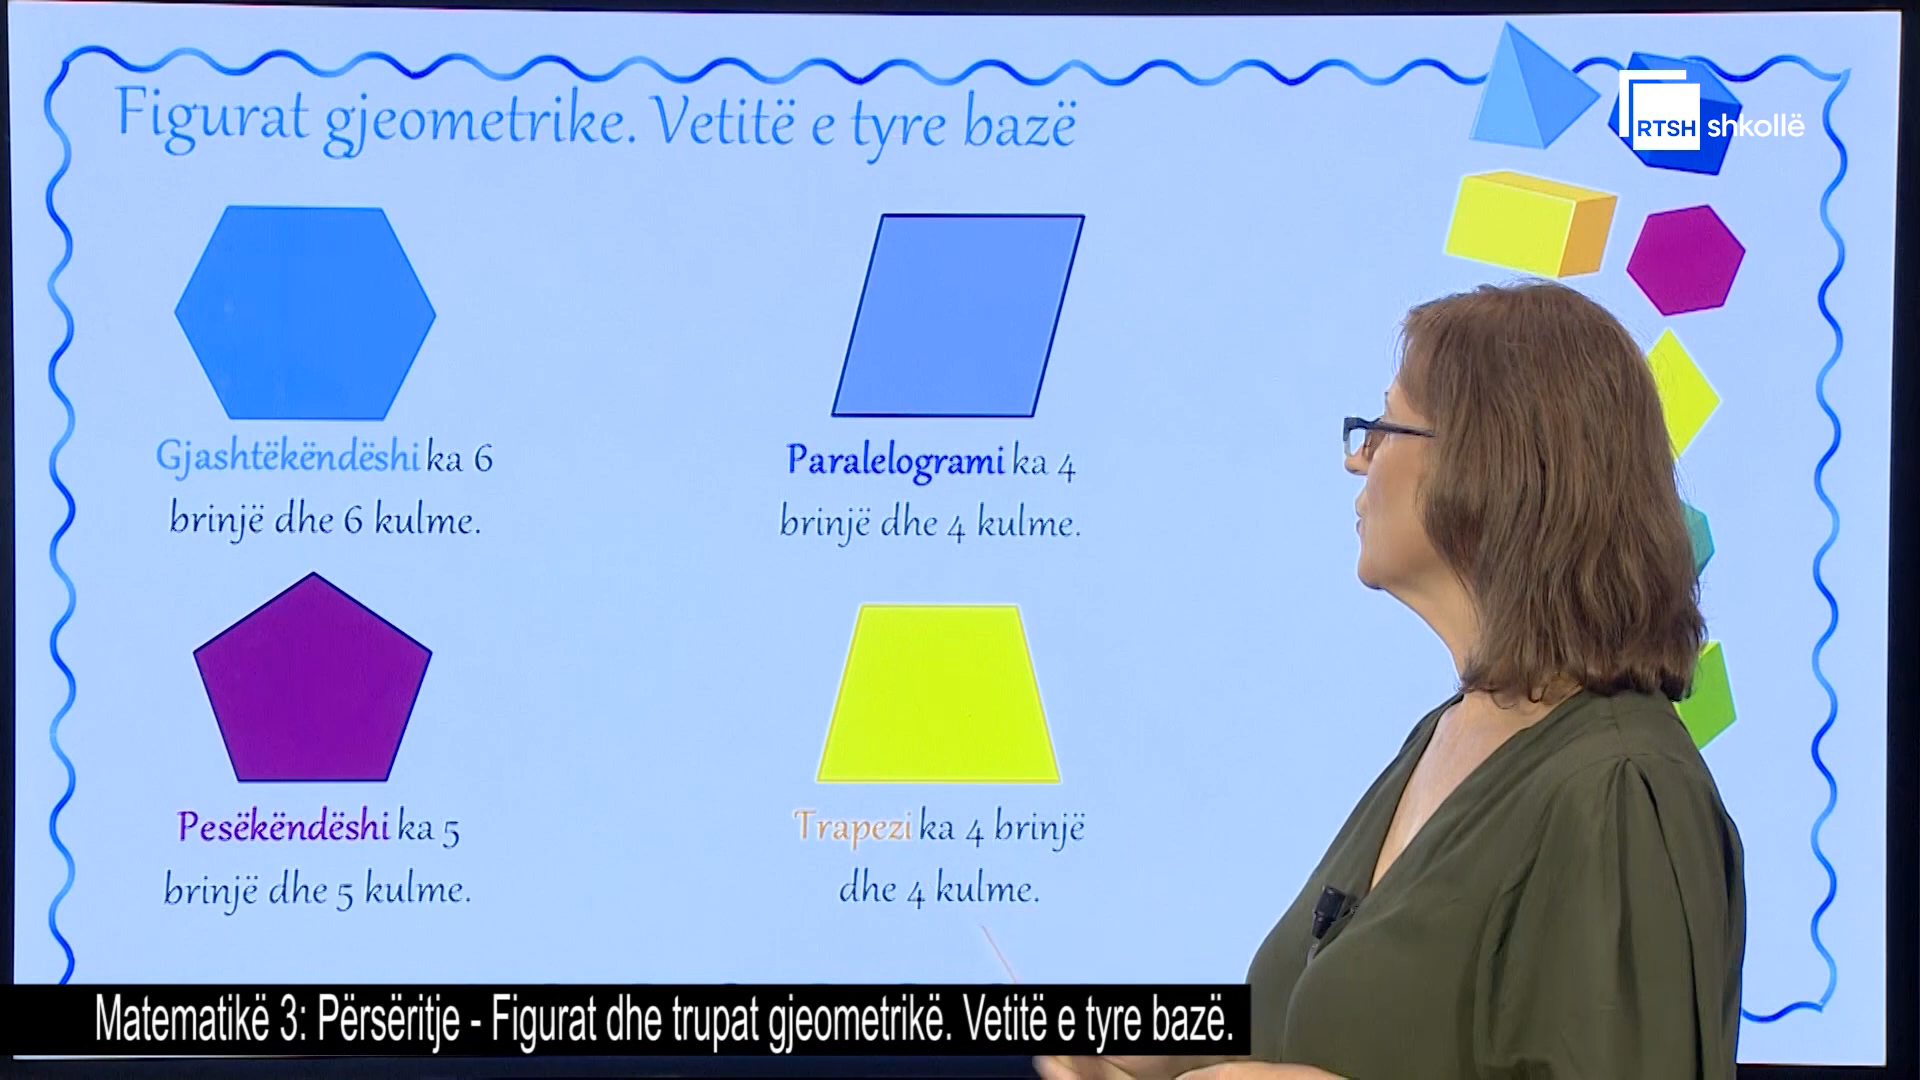 Figurat gjeometrike. Vetitë e tyre bazë
RTSH shkollë
Gjashtëkëndëshi ka 6
brinjë dhe 6 kulme.
Paralelogrami ka 4
brinjë dhe 4 kulme.
Pesëkëndëshi ka 5
brinjë dhe 5 kulme.
Trapezi ka 4 brinjë
dhe 4 kulme.
Matematikë 3: Përsëritje - Figurat dhe trupat gjeometrikë. Vetitë e tyre bazë.